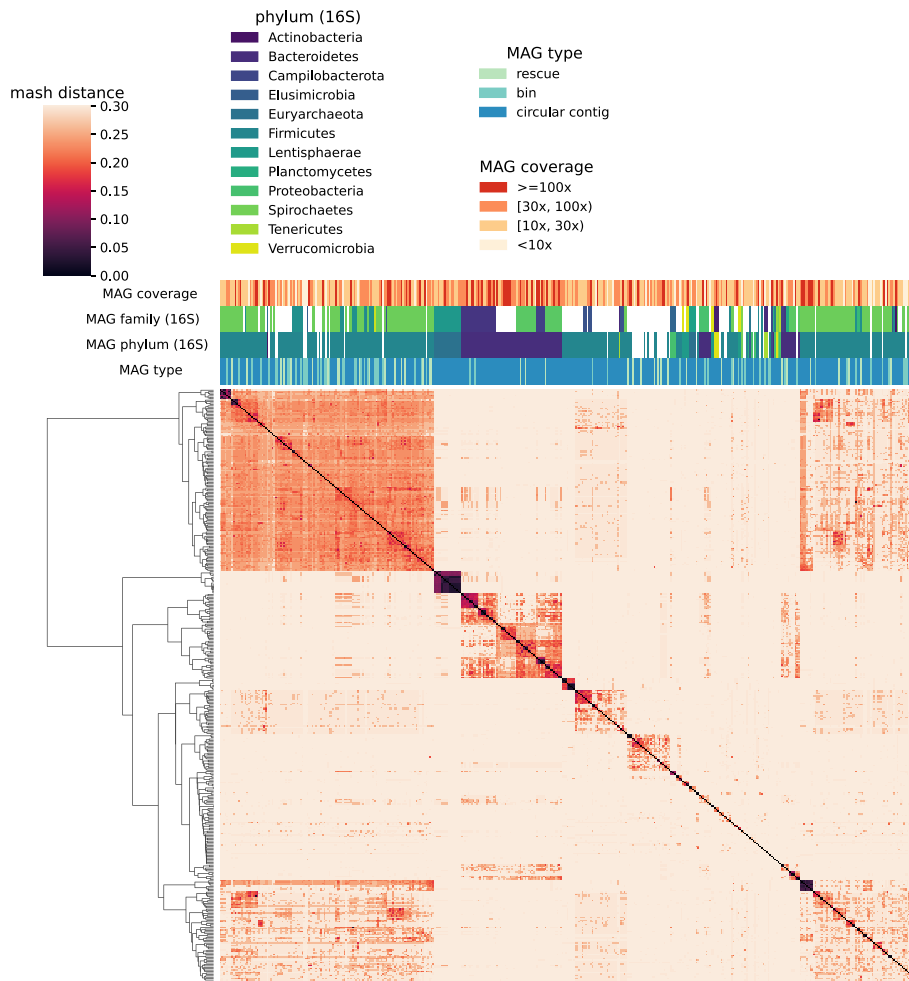 phylum (16S)
Actinobacteria
Bacteroidetes
Campilobacterota
Elusimicrobia
Euryarchaeota
Firmicutes
Lentisphaerae
Planctomycetes
Proteobacteria
Spirochaetes
Tenericutes
Verrucomicrobia
MAG type
rescue
bin
circular contig
MAG coverage
>=100x
[30x, 100x)
[10x, 30x)
<10x
mash distance
0.30
0.25
0.20
0.15
0.10
0.05
0.00
MAG coverage
MAG family (16S)
MAG phylum (16S)
MAG type